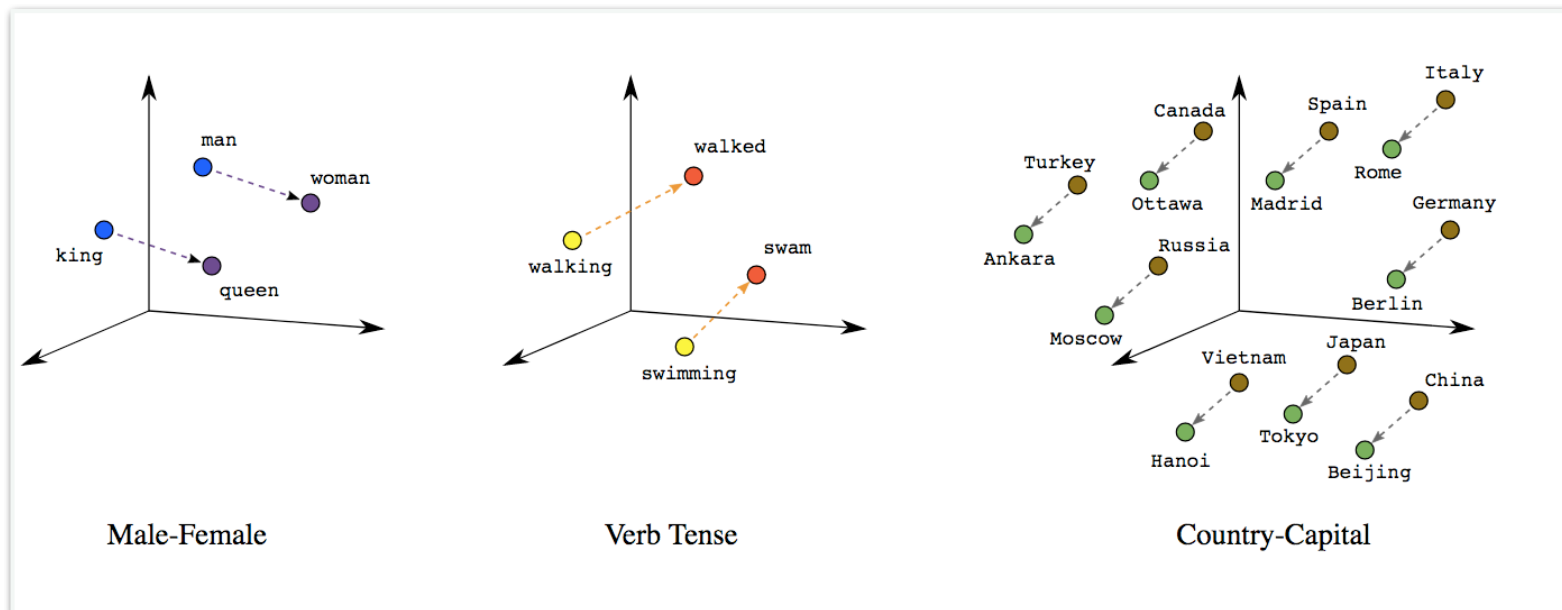 man
woman
king
queen
Male-Female
walked
walking
swam
swimming
Verb Tense
Italy
Canada
Spain
Turkey
Rome
Ottawa
Madrid
Germany
Ankara
Russia
Berlin
Moscow
Japan
Vietnam
China
Tokyo
Hanoi
Beijing
Country-Capital